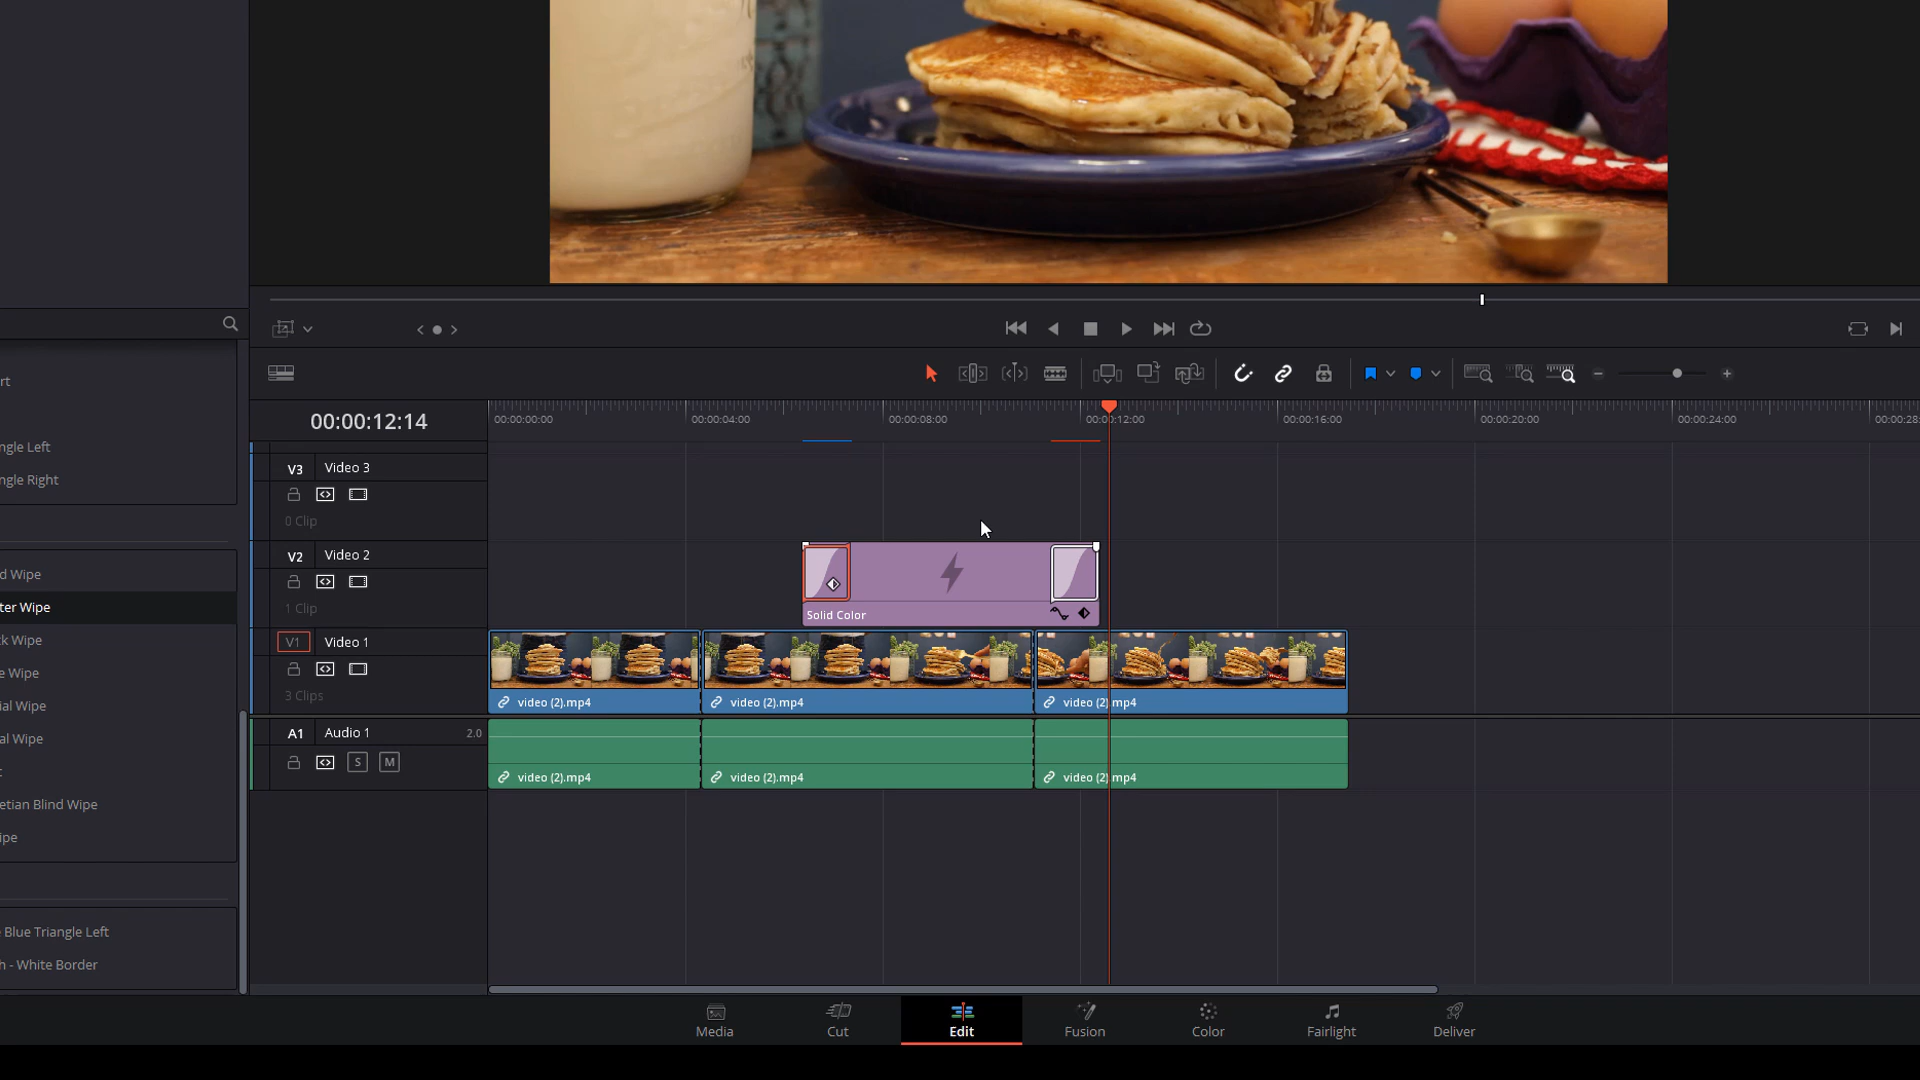 rt
ngle Left
ngle Right
d Wipe
ter Wipe
k Wipe
e Wipe
ial Wipe
al Wipe
t
etian Blind Wipe
ipe
Blue Triangle Left
h - White Border
00:00:12:14
00:00:00:00
00:00:04:00
00:00:08:00
00:00:12:00
00:00:16:00
00:00:20:00
00:00:24:00
00:00:28:
V3 Video 3
0 Clip
V2 Video 2
1 Clip
Solid Color
V1 Video 1
3 Clips
video (2).mp4
video (2).mp4
video (2).mp4
A1 Audio 1 2.0
S M
video (2).mp4
video (2).mp4
video (2).mp4
Media
Cut
Edit
Fusion
Color
Fairlight
Deliver